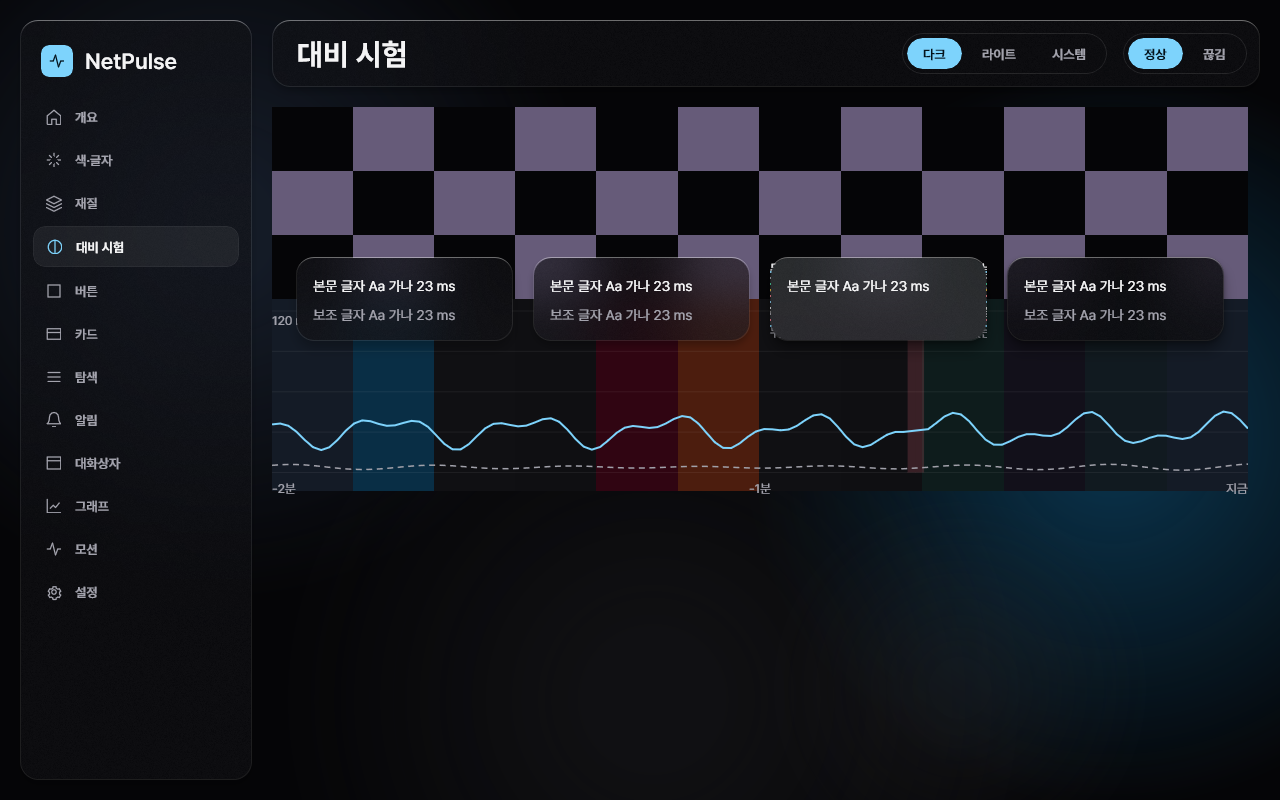 NetPulse
개요
색·글자
재질
대비 시험
버튼
카드
탐색
알림
대화상자
그래프
모션
설정
대비 시험
다크 라이트 시스템 정상 끊김
본문 글자 Aa 가나 23 ms
보조 글자 Aa 가나 23 ms
본문 글자 Aa 가나 23 ms
보조 글자 Aa 가나 23 ms
본문 글자 Aa 가나 23 ms
본문 글자 Aa 가나 23 ms
보조 글자 Aa 가나 23 ms
120
-2분 -1분 지금